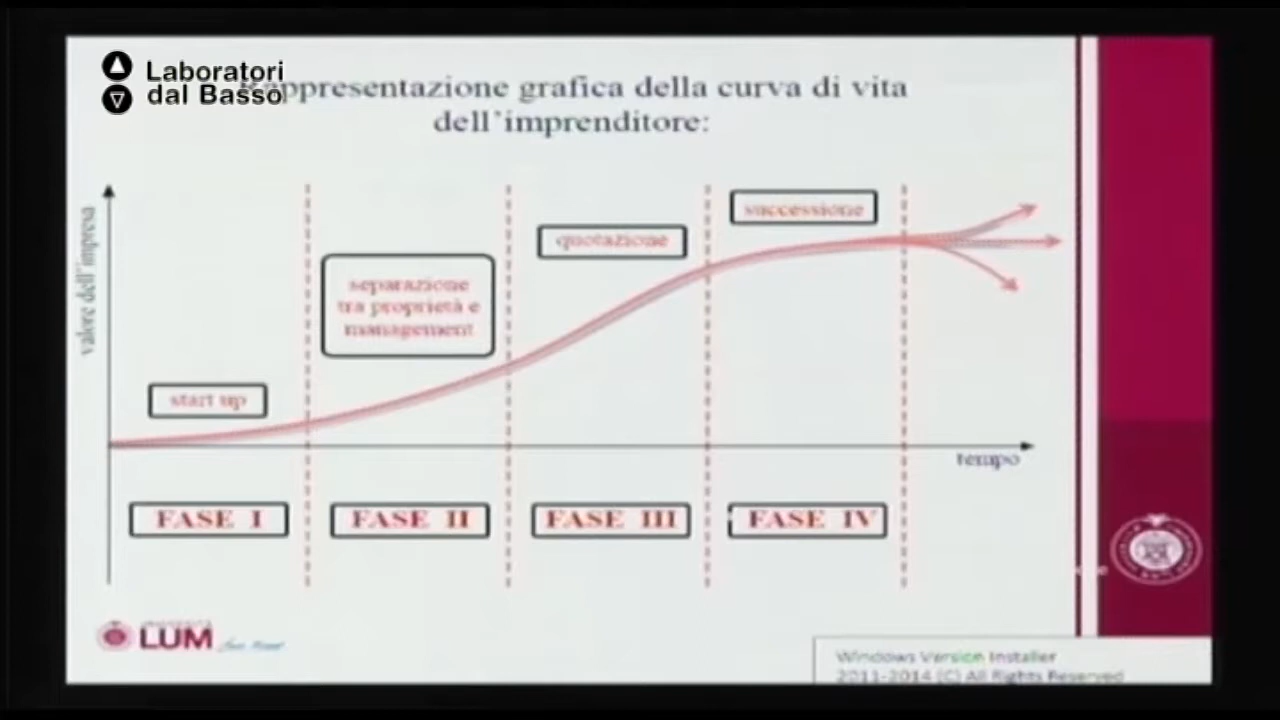 Laboratori
dal Basso
Rappresentazione grafica della curva di vita
dell'imprenditore:
valore dell'impresa
successione
quotazione
separazione
tra proprietà e
management
start up
tempo
FASE I
FASE II
FASE III
FASE IV
LUM
Windows Version Installer
2011-2014 (C) All Rights Reserved